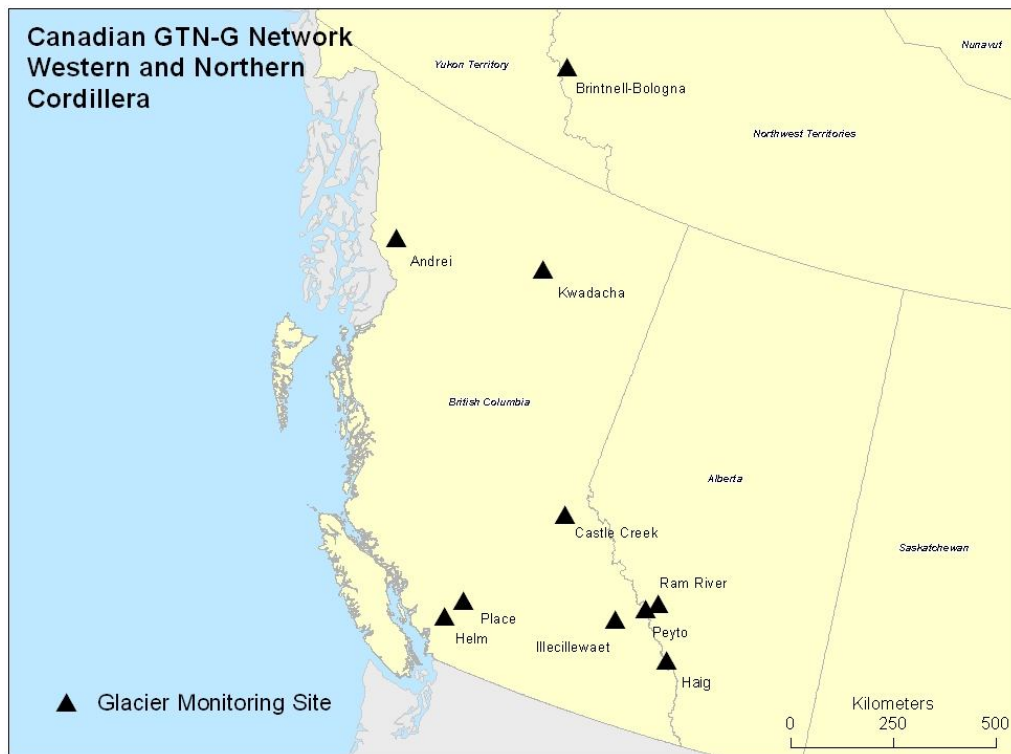 Canadian GTN-G Network
Western and Northern
Cordillera
Nunavut
Yukon Territory
Brintnell-Bologna
Northwest Territories
Andrei
Kwadacha
British Columbia
Alberta
Castle Creek
Saskatchewan
Ram River
Place
Peyto
Helm
Illecillewaet
Haig
Glacier Monitoring Site
Kilometers
0 250 500